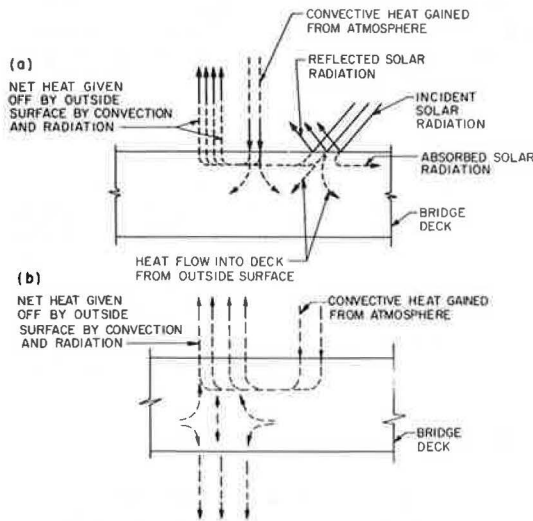 (a)
CONVECTIVE HEAT GAINED
FROM ATMOSPHERE
REFLECTED SOLAR
RADIATION
NET HEAT GIVEN
OFF BY OUTSIDE
SURFACE BY CONVECTION
AND RADIATION
INCIDENT
SOLAR
RADIATION
ABSORBED SOLAR
RADIATION
BRIDGE
DECK
HEAT FLOW INTO DECK
FROM OUTSIDE SURFACE
(b)
NET HEAT GIVEN
OFF BY OUTSIDE
SURFACE BY CONVECTION
AND RADIATION
CONVECTIVE HEAT GAINED
FROM ATMOSPHERE
BRIDGE
DECK